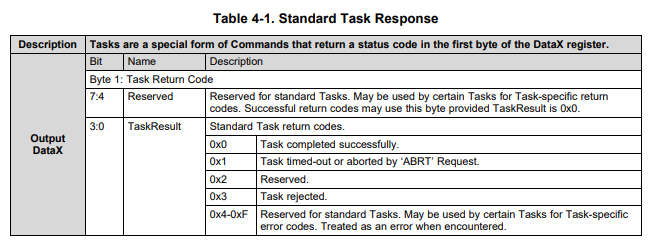 Table 4-1. Standard Task Response
Description Tasks are a special form of Commands that return a status code in the first byte of the DataX register.
Bit Name Description
Byte 1: Task Return Code
7:4 Reserved Reserved for standard Tasks. May be used by certain Tasks for Task-specific return
codes. Successful return codes may use this byte provided TaskResult is 0x0.
3:0 TaskResult Standard Task return codes.
Output
DataX
0x0 Task completed successfully.
0x1 Task timed-out or aborted by ‘ABRT’ Request.
0x2 Reserved.
0x3 Task rejected.
0x4-0xF Reserved for standard Tasks. May be used by certain Tasks for Task-specific
error codes. Treated as an error when encountered.